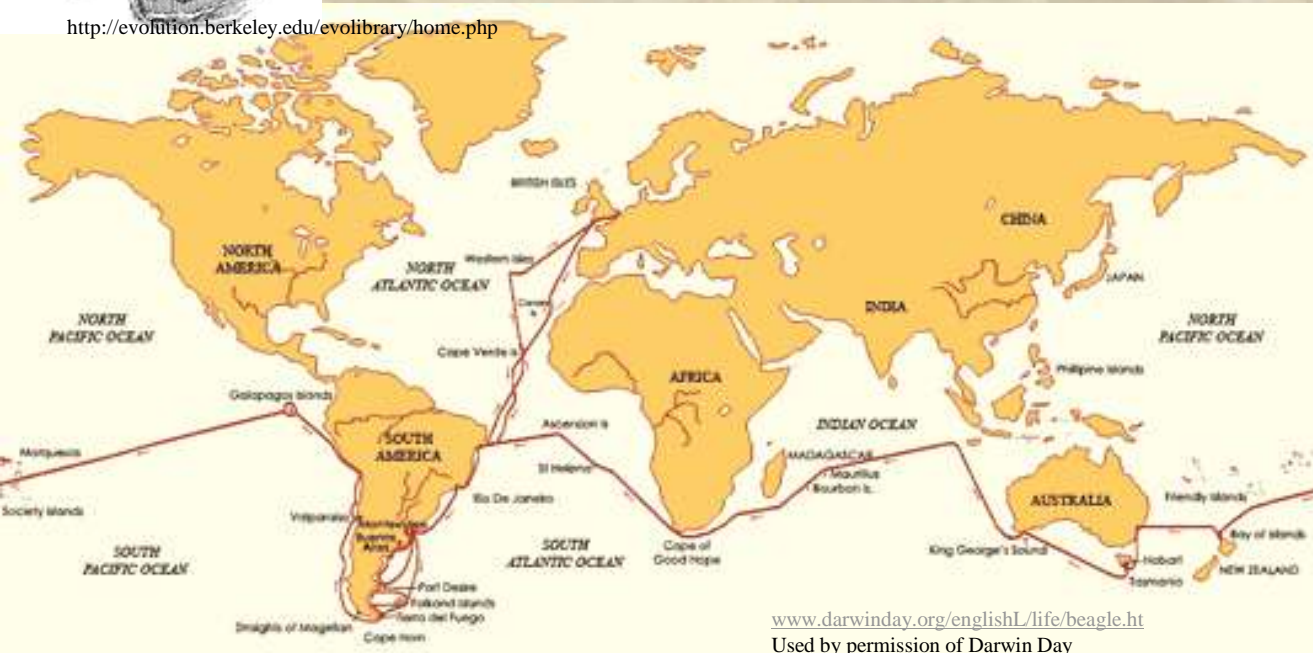 http://evolution.berkeley.edu/evolibrary/home.php
BRITISH ISLES
NORTH
AMERICA
NORTH
ATLANTIC OCEAN
Western Isles
CHINA
JAPAN
INDIA
NORTH
PACIFIC OCEAN
NORTH
PACIFIC OCEAN
Cape Verde Is
AFRICA
Phillipine Islands
Galapagos Islands
Ascension Is
INDIAN OCEAN
Marquesas
SOUTH
AMERICA
MADAGASCAR
St Helena
Mauritius
Bourbon Is.
Rio De Janeiro
AUSTRALIA
Friendly Islands
Society Islands
Valparaiso
Montevideo
Buenos
Aires
SOUTH
PACIFIC OCEAN
SOUTH
ATLANTIC OCEAN
Cape of
Good Hope
King George's Sound
Bay of Islands
Hobart
NEW ZEALAND
Tasmania
Port Desire
Falkland Islands
Tierra del Fuego
Straights of Magellan
Cape Horn
www.darwinday.org/englishL/life/beagle.ht
Used by permission of Darwin Day